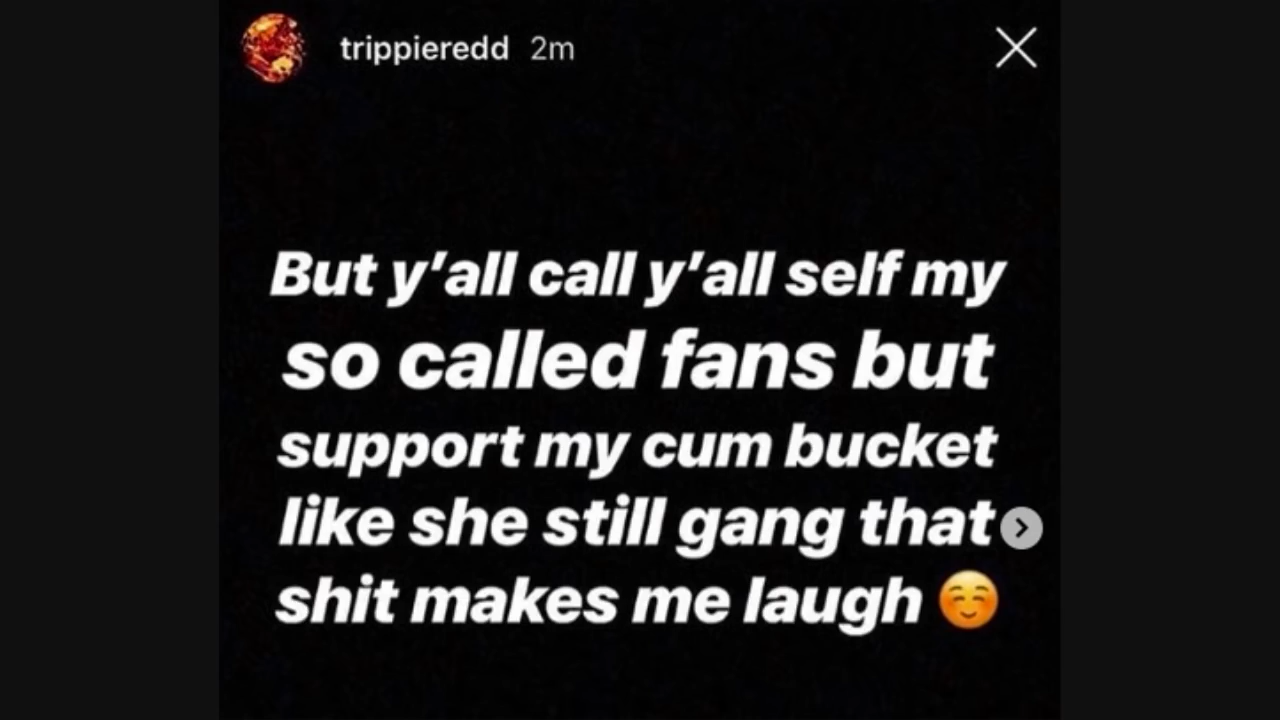 trippieredd 2m
But y’all call y’all self my
so called fans but
support my cum bucket
like she still gang that
shit makes me laugh ☺️